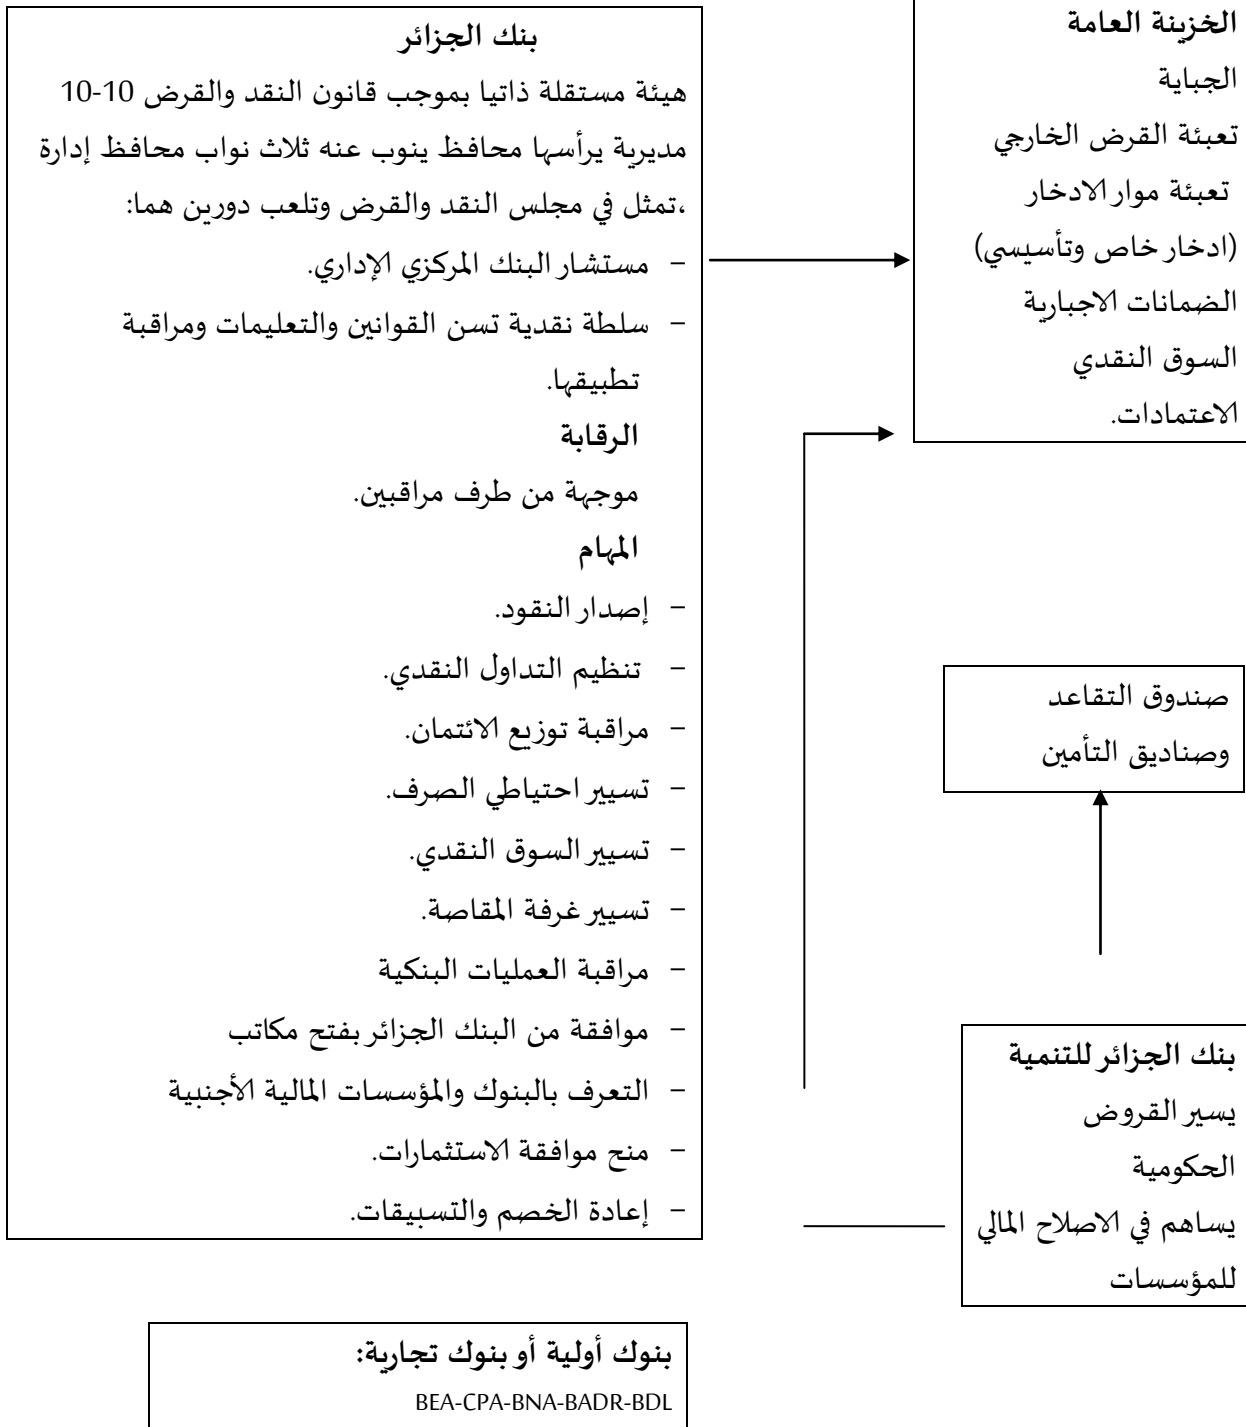 الخزينة العامة
الجباية
تعبئة القرض الخارجي
تعبئة موار الادخار
(ادخار خاص وتأسيسي)
الضمانات الاجبارية
السوق النقدي
الاعتمادات.
بنك الجزائر
هيئة مستقلة ذاتيا بموجب قانون النقد والقرض 10-10
مديرية يرأسها محافظ ينوب عنه ثلاث نواب محافظ إدارة
،تمثل في مجلس النقد والقرض وتلعب دورين هما:
- مستشار البنك المركزي الإداري.
- سلطة نقدية تسن القوانين والتعليمات ومراقبة
تطبيقها.
الرقابة
موجهة من طرف مراقبين.
المهام
- إصدار النقود.
- تنظيم التداول النقدي.
- مراقبة توزيع الائتمان.
- تسيير احتياطي الصرف.
- تسيير السوق النقدي.
- تسيير غرفة المقاصة.
- مراقبة العمليات البنكية
- موافقة من البنك الجزائر بفتح مكاتب
- التعرف بالبنوك والمؤسسات المالية الأجنبية
- منح موافقة الاستثمارات.
- إعادة الخصم والتسبيقات.
صندوق التقاعد
وصناديق التأمين
بنك الجزائر للتنمية
يسير القروض
الحكومية
يساهم في الاصلاح المالي
للمؤسسات
بنوك أولية أو بنوك تجارية:
BEA-CPA-BNA-BADR-BDL